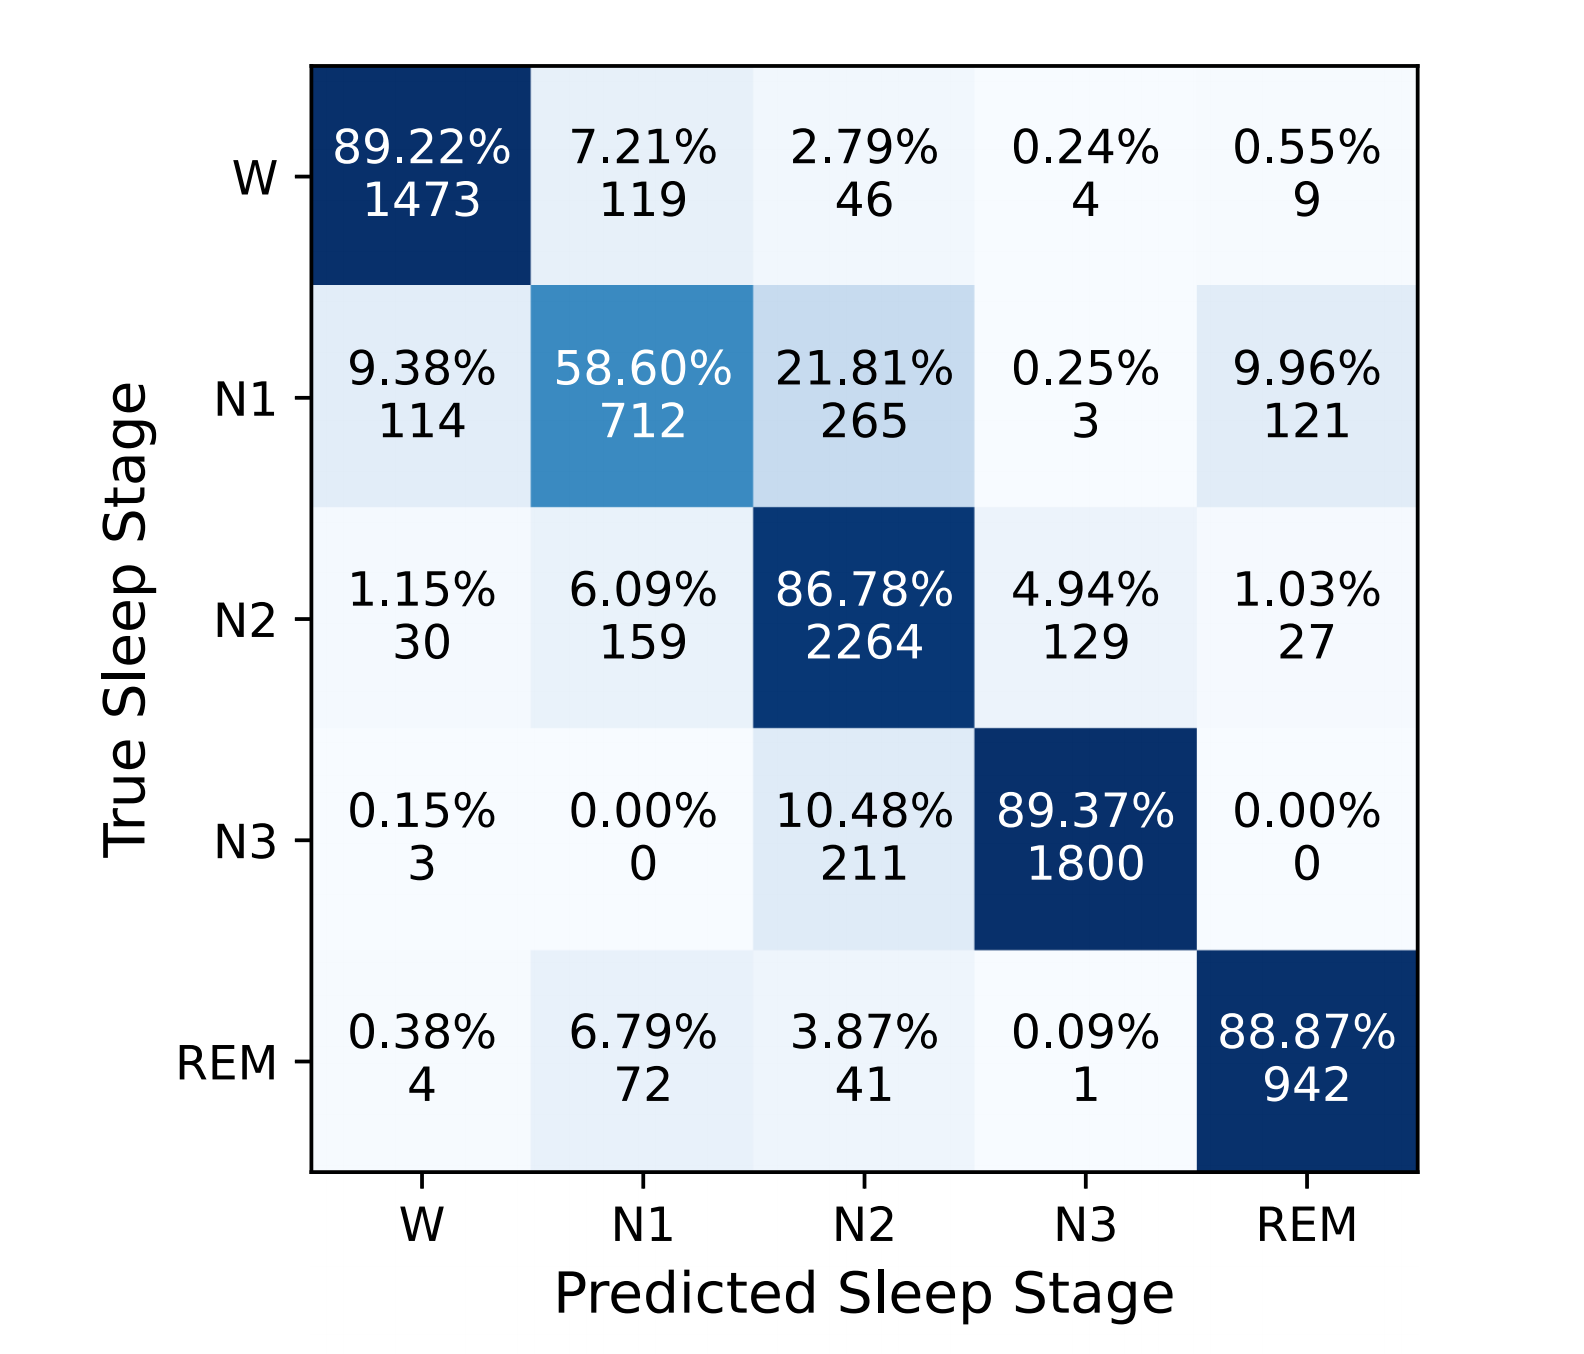 89.22% 7.21% 2.79% 0.24% 0.55%
W
1473 119 46 4 9
9.38% 58.60% 21.81% 0.25% 9.96%
N1
114 712 265 3 121
True Sleep Stage
1.15% 6.09% 86.78% 4.94% 1.03%
N2
30 159 2264 129 27
0.15% 0.00% 10.48% 89.37% 0.00%
N3
3 0 211 1800 0
0.38% 6.79% 3.87% 0.09% 88.87%
REM
4 72 41 1 942
W N1 N2 N3 REM
Predicted Sleep Stage